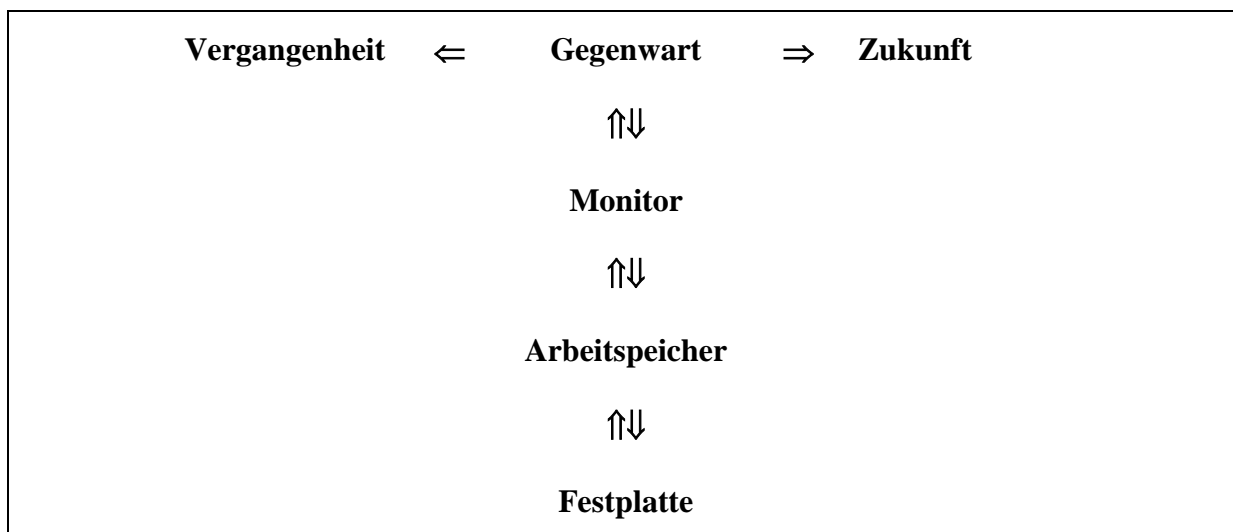 Vergangenheit ⇐ Gegenwart ⇒ Zukunft
⇑⇓
Monitor
⇑⇓
Arbeitspeicher
⇑⇓
Festplatte